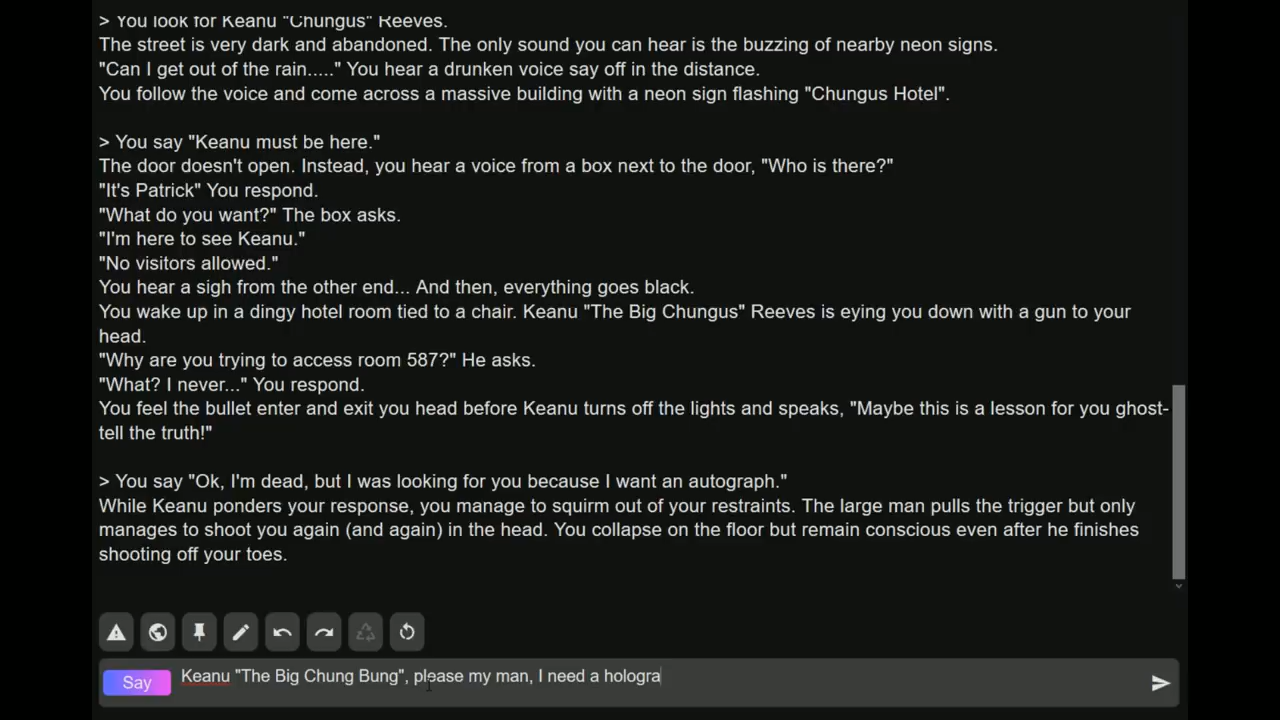 > You look for Keanu "Chungus" Reeves.
The street is very dark and abandoned. The only sound you can hear is the buzzing of nearby neon signs.
"Can I get out of the rain....." You hear a drunken voice say off in the distance.
You follow the voice and come across a massive building with a neon sign flashing "Chungus Hotel".
> You say "Keanu must be here."
The door doesn't open. Instead, you hear a voice from a box next to the door, "Who is there?"
"It's Patrick" You respond.
"What do you want?" The box asks.
"I'm here to see Keanu."
"No visitors allowed."
You hear a sigh from the other end... And then, everything goes black.
You wake up in a dingy hotel room tied to a chair. Keanu "The Big Chungus" Reeves is eying you down with a gun to your
head.
"Why are you trying to access room 587?" He asks.
"What? I never..." You respond.
You feel the bullet enter and exit you head before Keanu turns off the lights and speaks, "Maybe this is a lesson for you ghost-
tell the truth!"
> You say "Ok, I'm dead, but I was looking for you because I want an autograph."
While Keanu ponders your response, you manage to squirm out of your restraints. The large man pulls the trigger but only
manages to shoot you again (and again) in the head. You collapse on the floor but remain conscious even after he finishes
shooting off your toes.
Say Keanu "The Big Chung Bung", please my man, I need a hologra